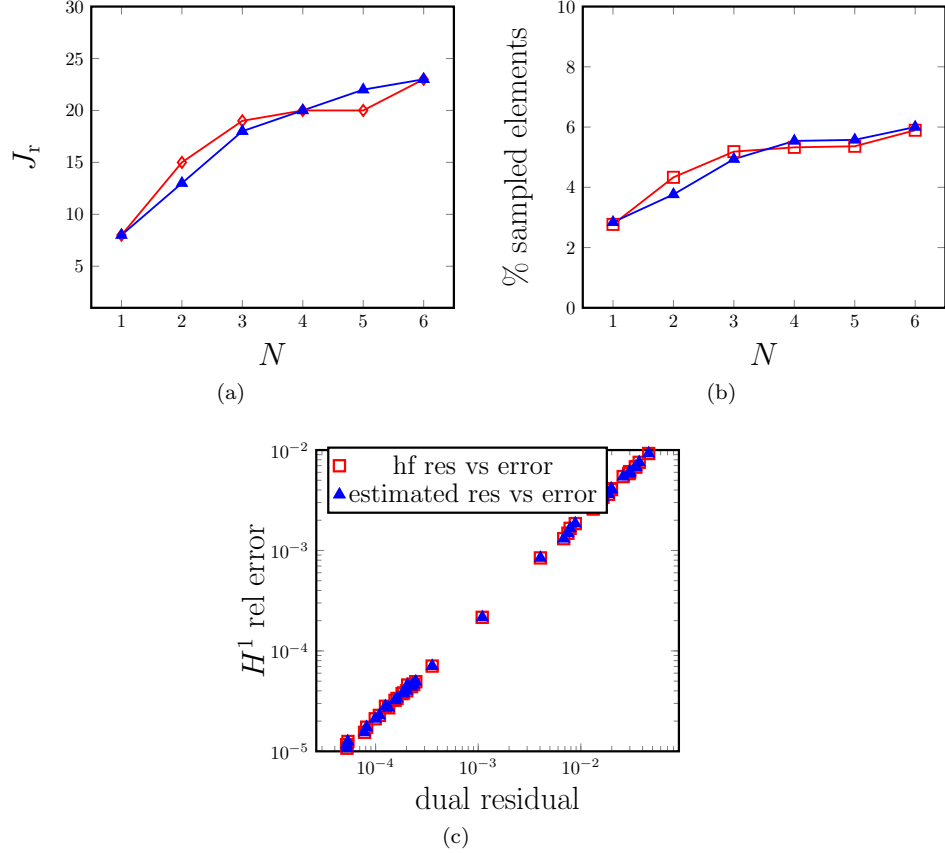 30
25
20
15
10
5
J_r
1 2 3 4 5 6
N
(a)
10
8
6
4
2
0
% sampled elements
1 2 3 4 5 6
N
(b)
10^{-2}
10^{-3}
10^{-4}
10^{-5}
H^1 rel error
hf res vs error
estimated res vs error
10^{-4} 10^{-3} 10^{-2}
dual residual
(c)